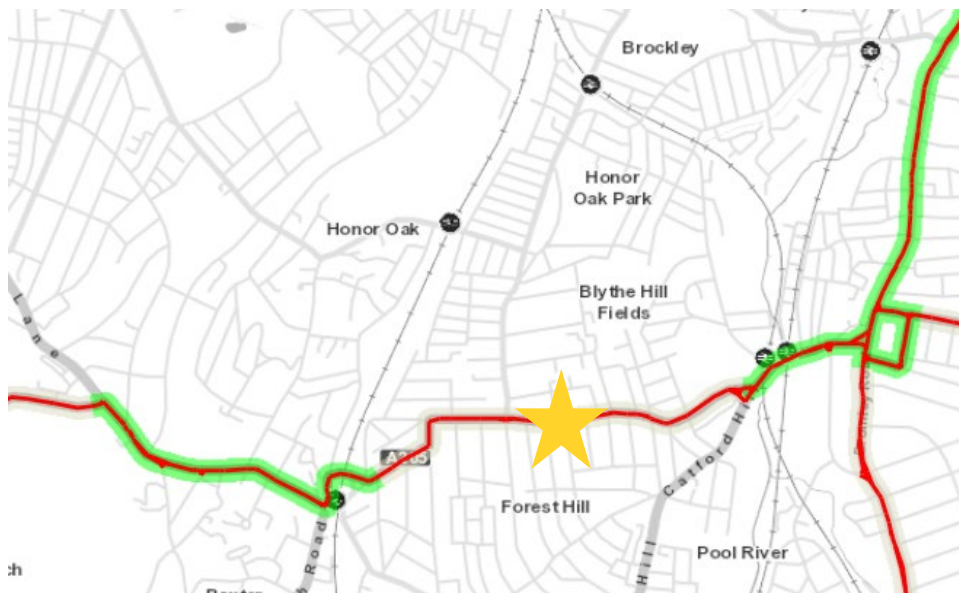 Brockley
Honor
Oak Park
Honor Oak
Blythe Hill
Fields
Lane
A205
Forest Hill
Catford Hill
Road
Hill
Pool River
ch